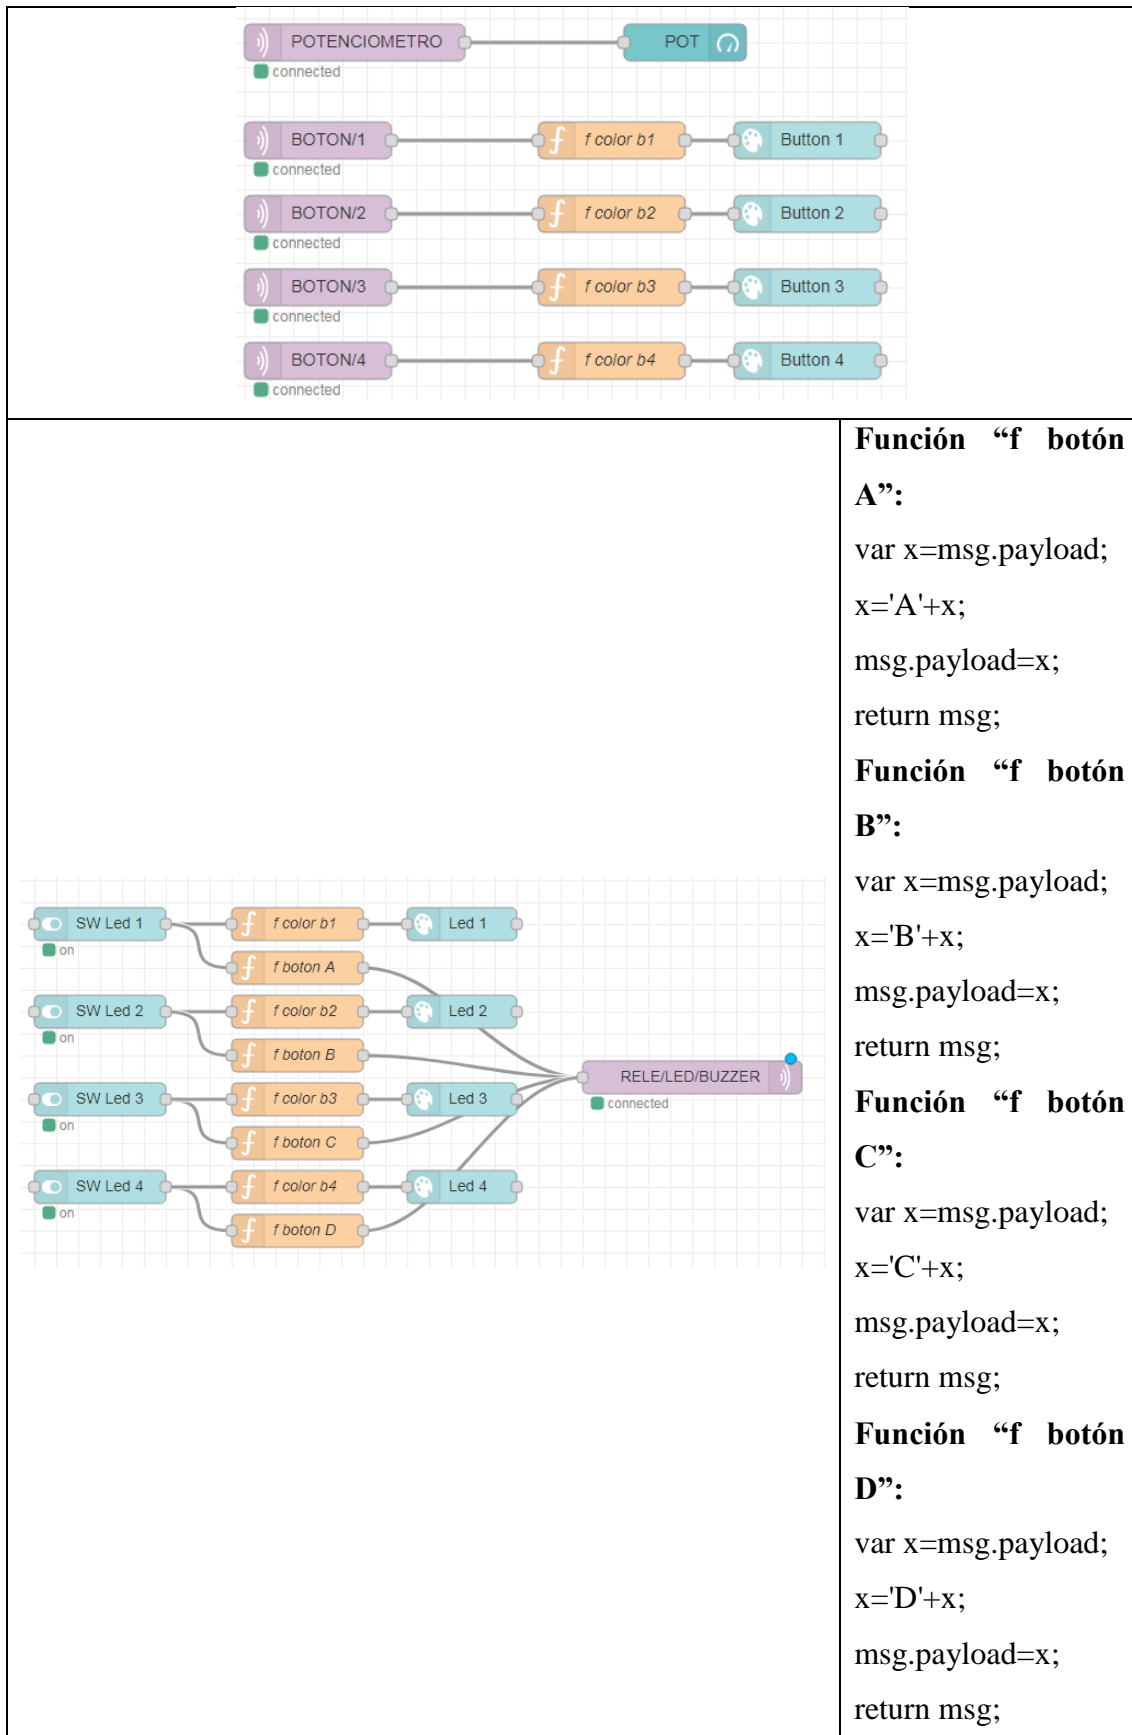 POTENCIOMETRO POT
connected
BOTON/1 f color b1 Button 1
connected
BOTON/2 f color b2 Button 2
connected
BOTON/3 f color b3 Button 3
connected
BOTON/4 f color b4 Button 4
connected
SW Led 1 f color b1 Led 1
on
f boton A
SW Led 2 f color b2 Led 2
on
f boton B
RELE/LED/BUZZER
connected
SW Led 3 f color b3 Led 3
on
f boton C
SW Led 4 f color b4 Led 4
on
f boton D
Función “f botón
A”:
var x=msg.payload;
x='A'+x;
msg.payload=x;
return msg;
Función “f botón
B”:
var x=msg.payload;
x='B'+x;
msg.payload=x;
return msg;
Función “f botón
C”:
var x=msg.payload;
x='C'+x;
msg.payload=x;
return msg;
Función “f botón
D”:
var x=msg.payload;
x='D'+x;
msg.payload=x;
return msg;